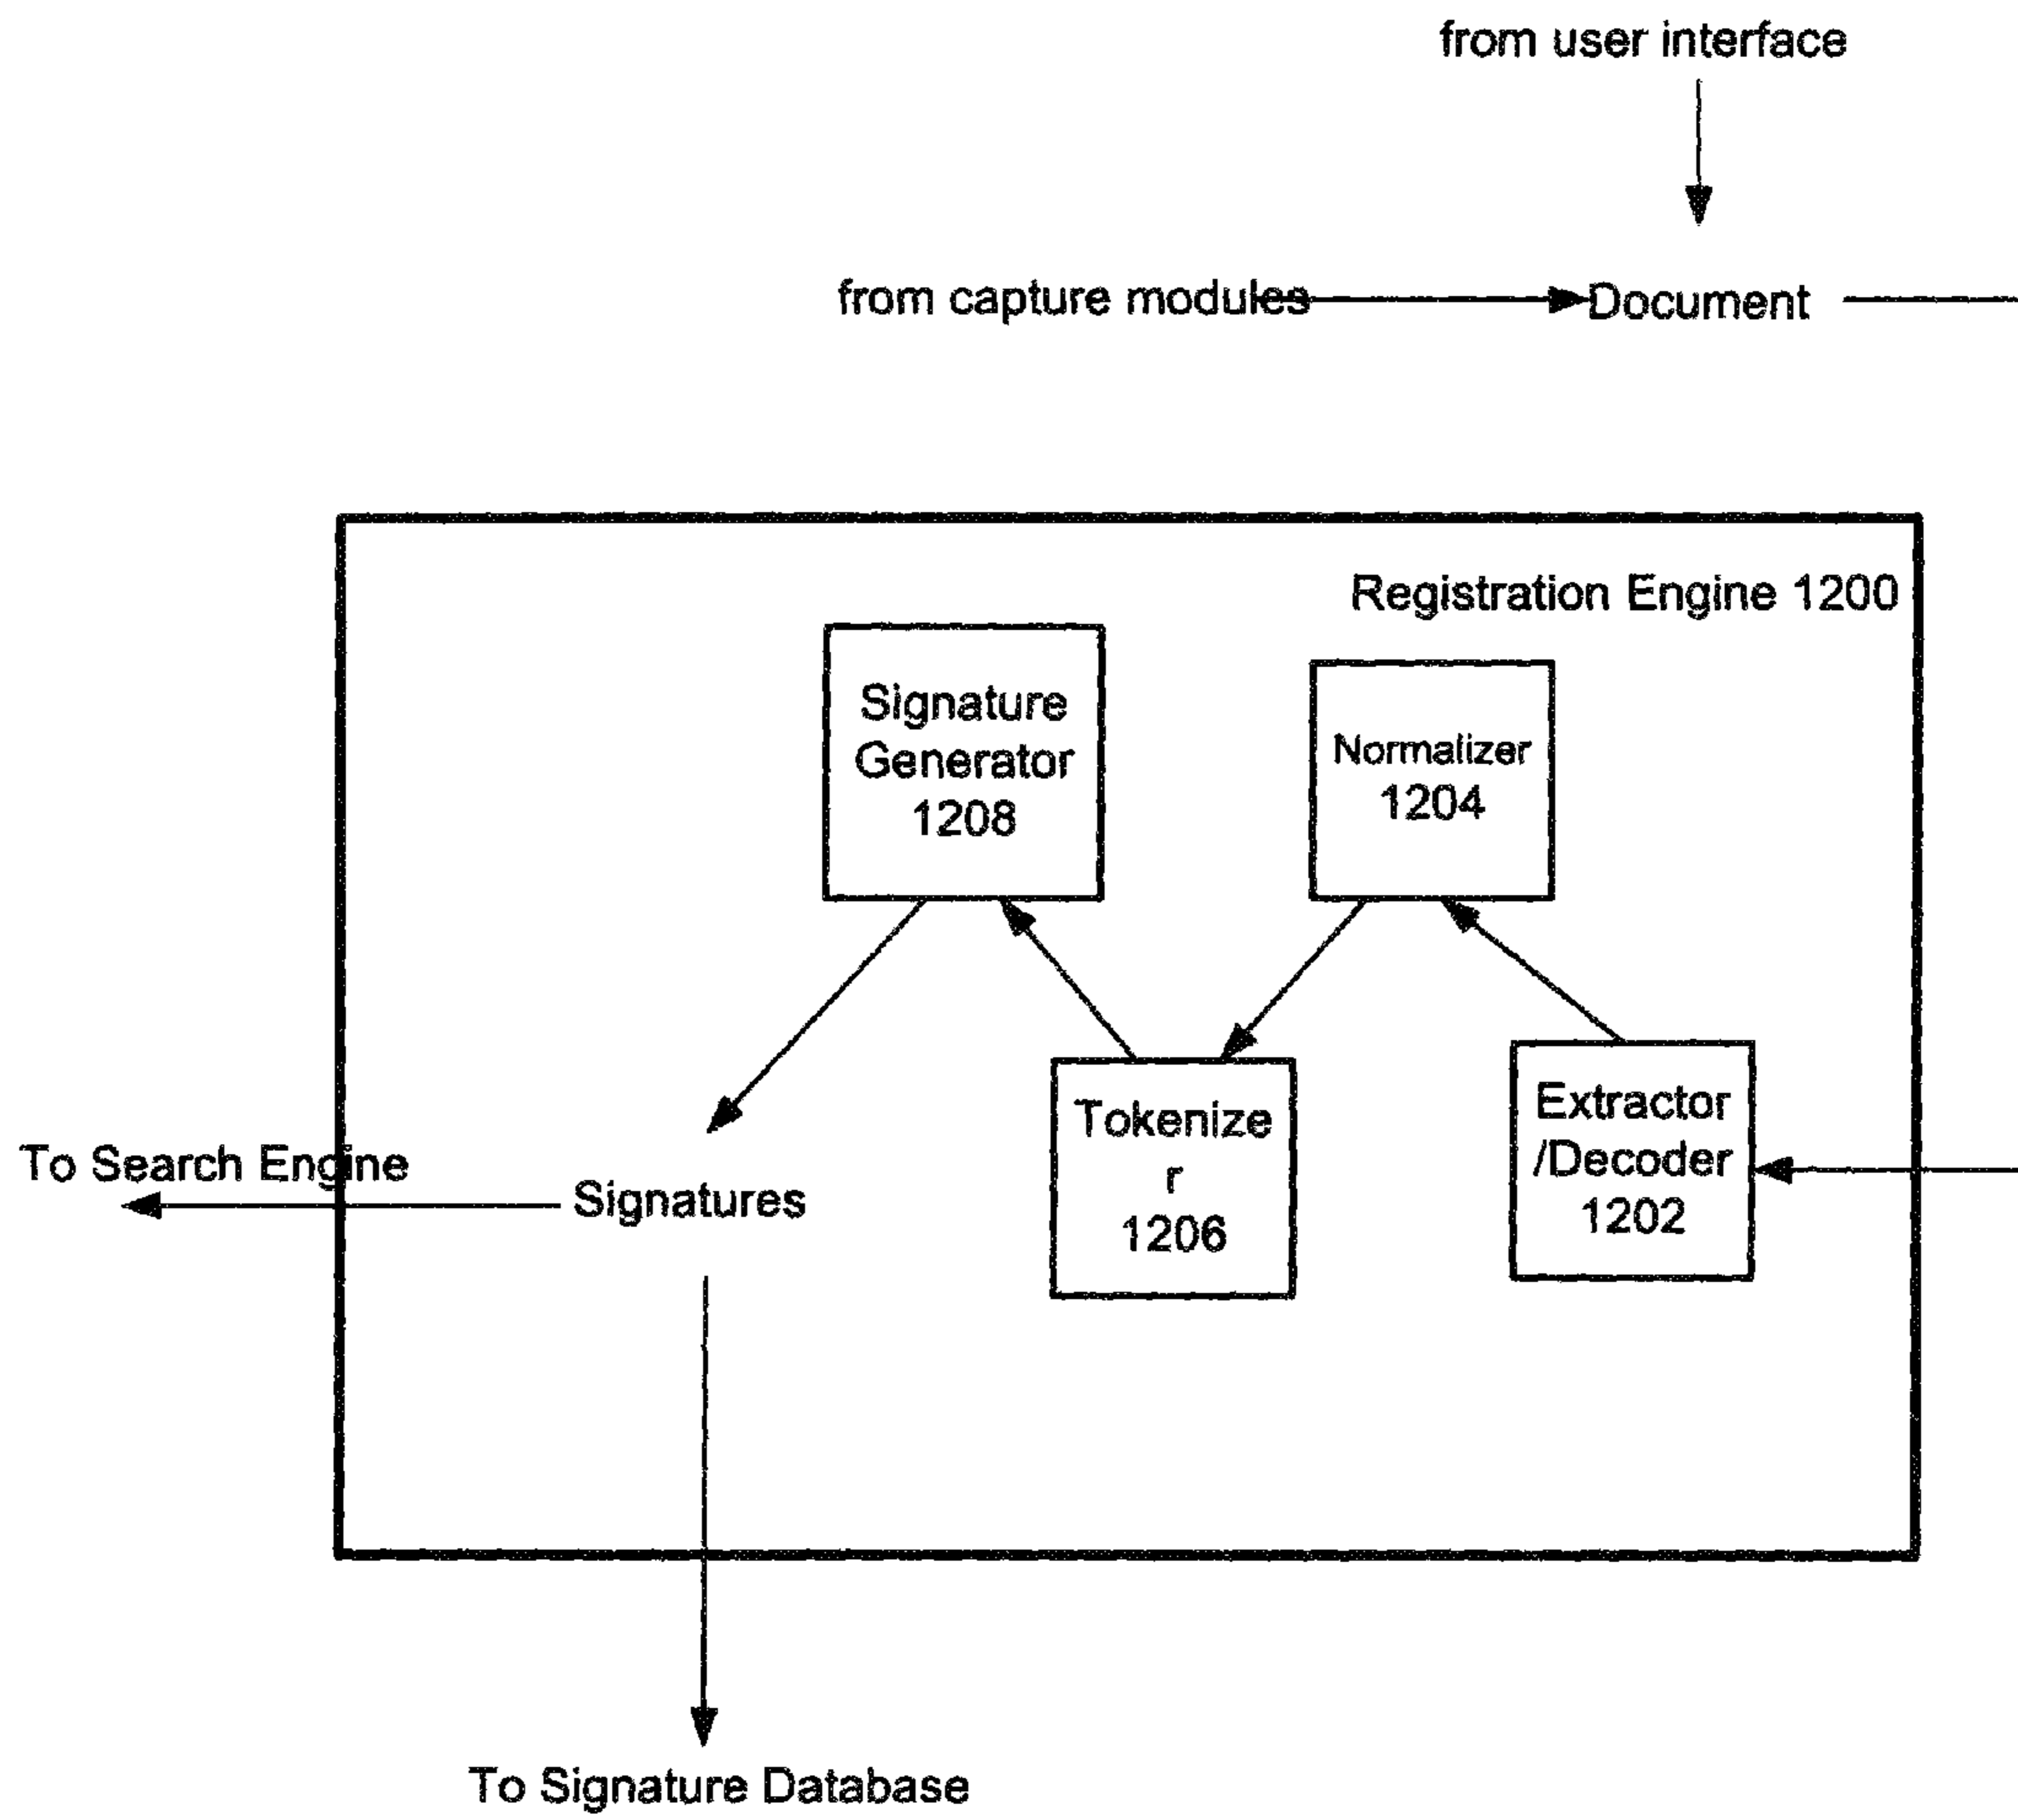 from user interface
from capture modules
Document
Registration Engine 1200
Signature
Generator
1208
Normalizer
1204
Tokenize
r
1206
Extractor
/Decoder
1202
To Search Engine
Signatures
To Signature Database